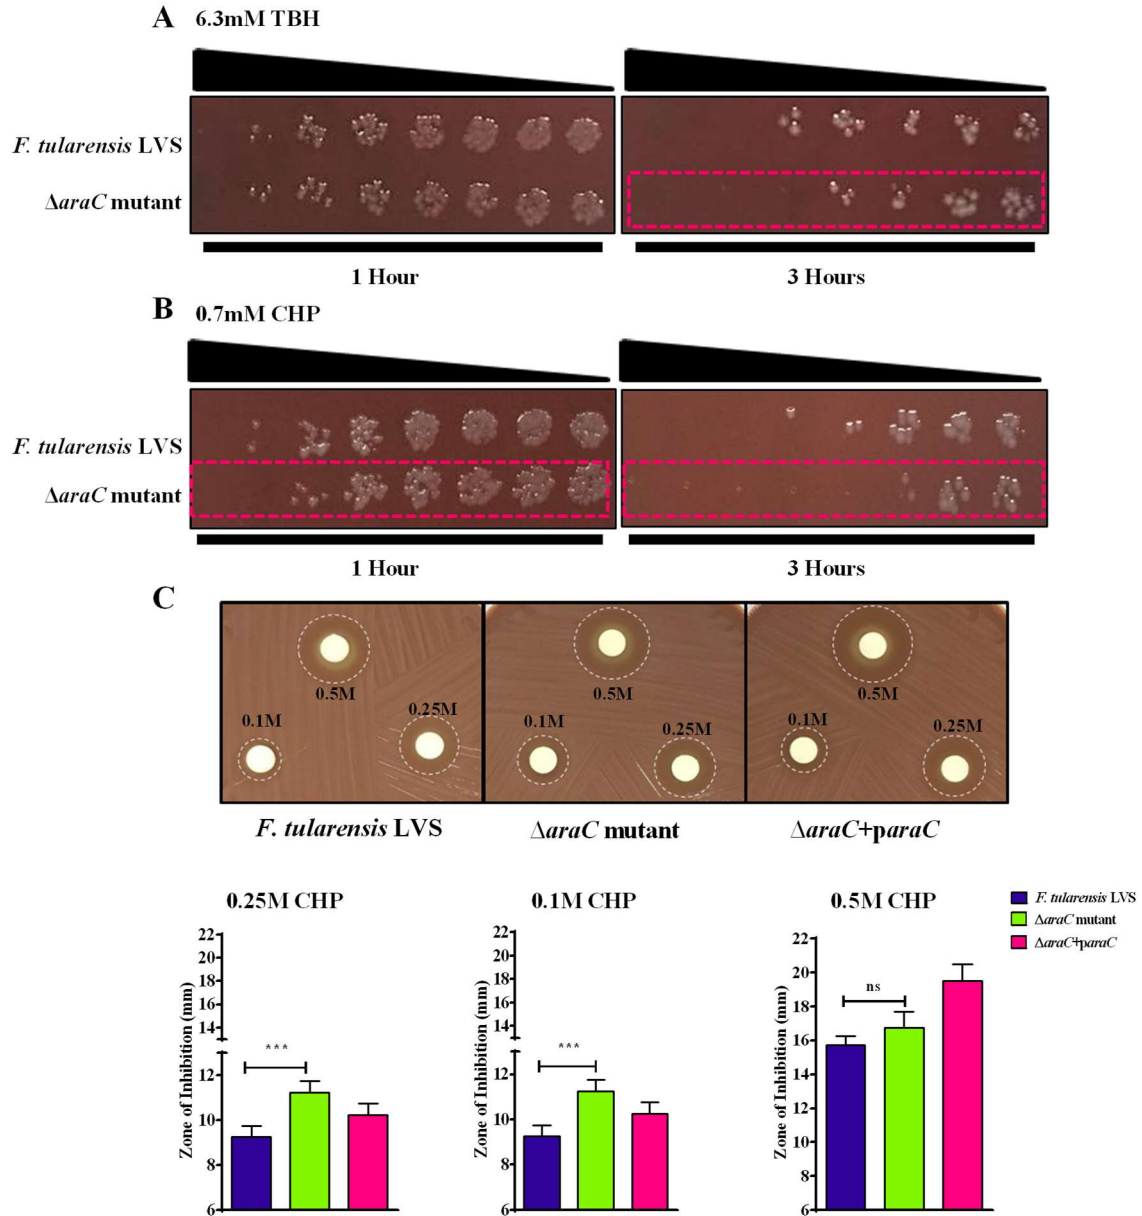 A 6.3mM TBH
F. tularensis LVS
ΔaraC mutant
1 Hour 3 Hours
B 0.7mM CHP
F. tularensis LVS
ΔaraC mutant
1 Hour 3 Hours
C
0.5M 0.5M 0.5M
0.1M 0.25M 0.1M 0.25M 0.1M 0.25M
F. tularensis LVS ΔaraC mutant ΔaraC+paraC
0.25M CHP 0.1M CHP 0.5M CHP
F. tularensis LVS
ΔaraC mutant
ΔaraC+paraC
Zone of Inhibition (mm)
22
20
18
16
14
12
10
8
6
***
Zone of Inhibition (mm)
22
20
18
16
14
12
10
8
6
***
Zone of Inhibition (mm)
22
20
18
16
14
12
10
8
6
ns